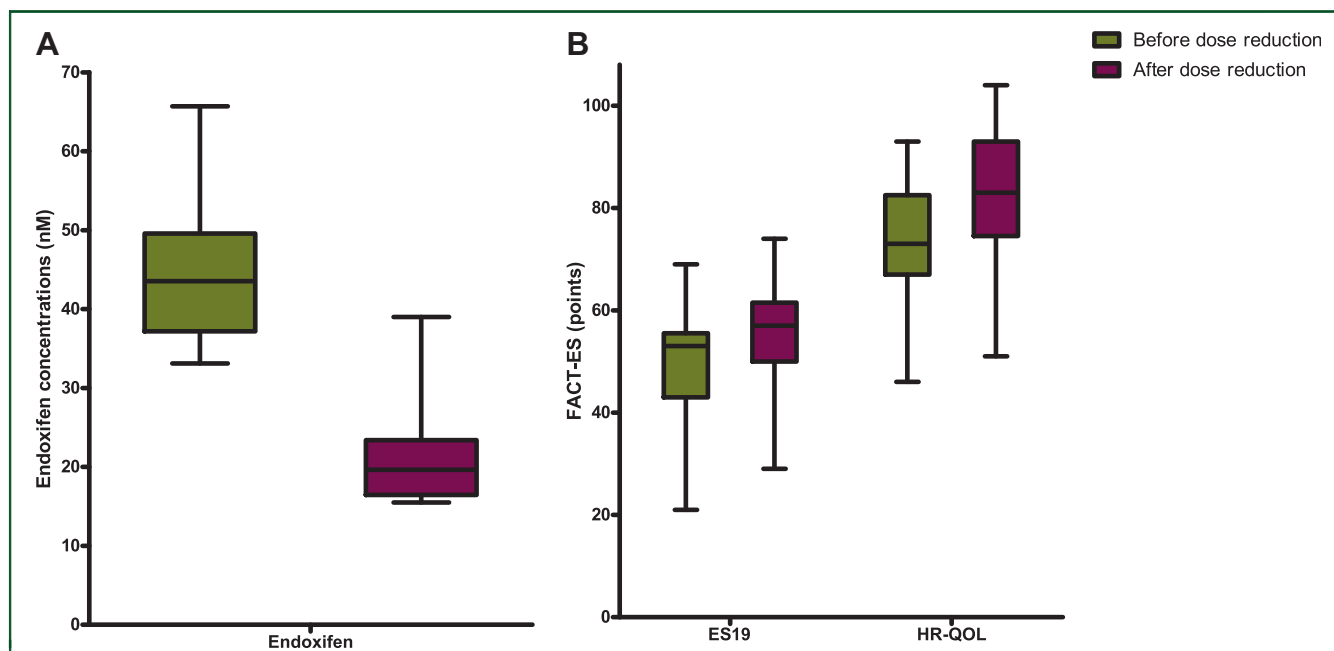 A
B
Before dose reduction
After dose reduction
Endoxifen concentrations (nM)
70
60
50
40
30
20
10
0
Endoxifen
FACT-ES (points)
100
80
60
40
20
0
ES19
HR-QOL